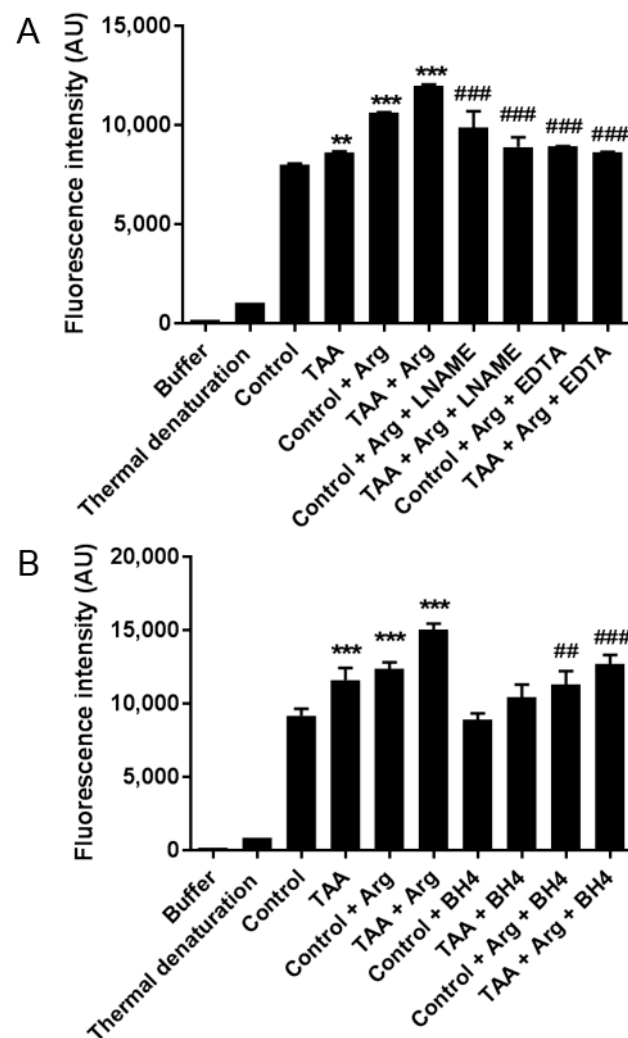 A
Fluorescence intensity (AU)
15,000
10,000
5,000
0
**
***
***
###
###
###
###
Buffer
Thermal denaturation
Control
TAA
Control + Arg
TAA + Arg
Control + Arg + LNAME
TAA + Arg + LNAME
Control + Arg + EDTA
TAA + Arg + EDTA
B
Fluorescence intensity (AU)
20,000
15,000
10,000
5,000
0
***
***
***
##
###
Buffer
Thermal denaturation
Control
TAA
Control + Arg
TAA + Arg
Control + BH4
TAA + BH4
Control + Arg + BH4
TAA + Arg + BH4